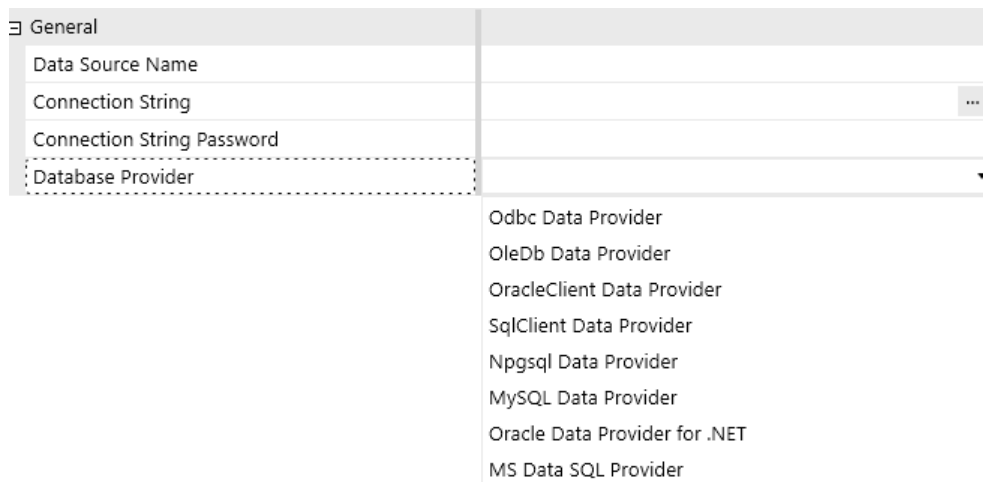 General
Data Source Name
Connection String
...
Connection String Password
Database Provider
Odbc Data Provider
OleDb Data Provider
OracleClient Data Provider
SqlClient Data Provider
Npgsql Data Provider
MySQL Data Provider
Oracle Data Provider for .NET
MS Data SQL Provider